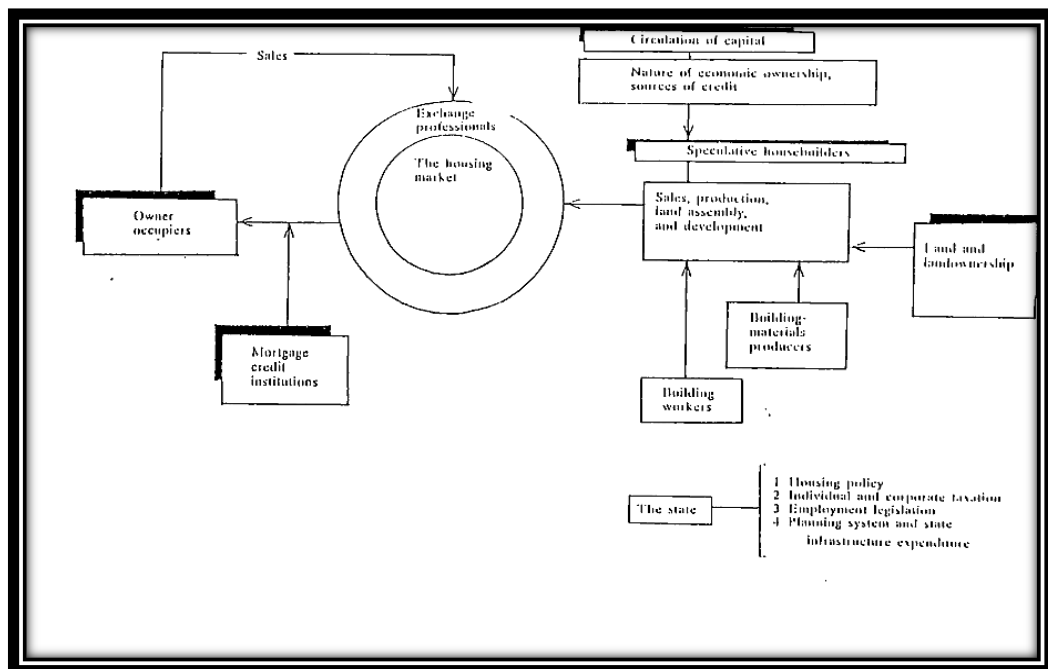 Sales
Circulation of capital
Nature of economic ownership,
sources of credit
Exchange
professionals
Speculative housebuilders
The housing
market
Sales, production,
land assembly,
and development
Owner
occupiers
Land and
landownership
Mortgage
credit
institutions
Building-
materials
producers
Building
workers
The state
1 Housing policy
2 Individual and corporate taxation
3 Employment legislation
4 Planning system and state
infrastructure expenditure